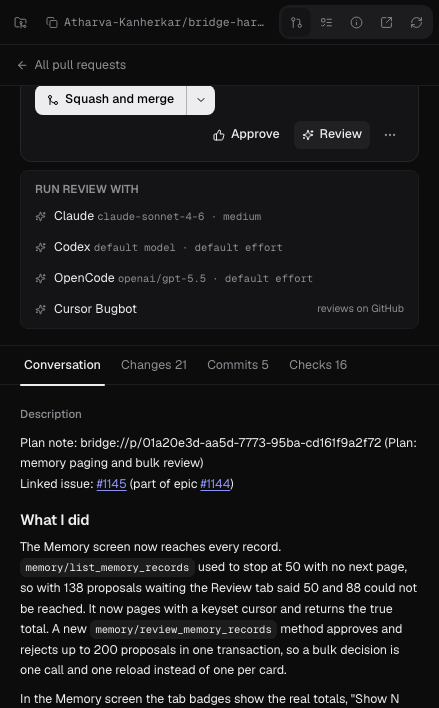 Atharva-Kanherkar/bridge-har…
All pull requests
Squash and merge
Approve
Review
RUN REVIEW WITH
Claude claude-sonnet-4-6 · medium
Codex default model · default effort
OpenCode openai/gpt-5.5 · default effort
Cursor Bugbot
reviews on GitHub
Conversation Changes 21 Commits 5 Checks 16
Description
Plan note: bridge://p/01a20e3d-aa5d-7773-95ba-cd161f9a2f72 (Plan:
memory paging and bulk review)
Linked issue: #1145 (part of epic #1144)
What I did
The Memory screen now reaches every record.
memory/list_memory_records used to stop at 50 with no next page,
so with 138 proposals waiting the Review tab said 50 and 88 could not
be reached. It now pages with a keyset cursor and returns the true
total. A new memory/review_memory_records method approves and
rejects up to 200 proposals in one transaction, so a bulk decision is
one call and one reload instead of one per card.
In the Memory screen the tab badges show the real totals, "Show N